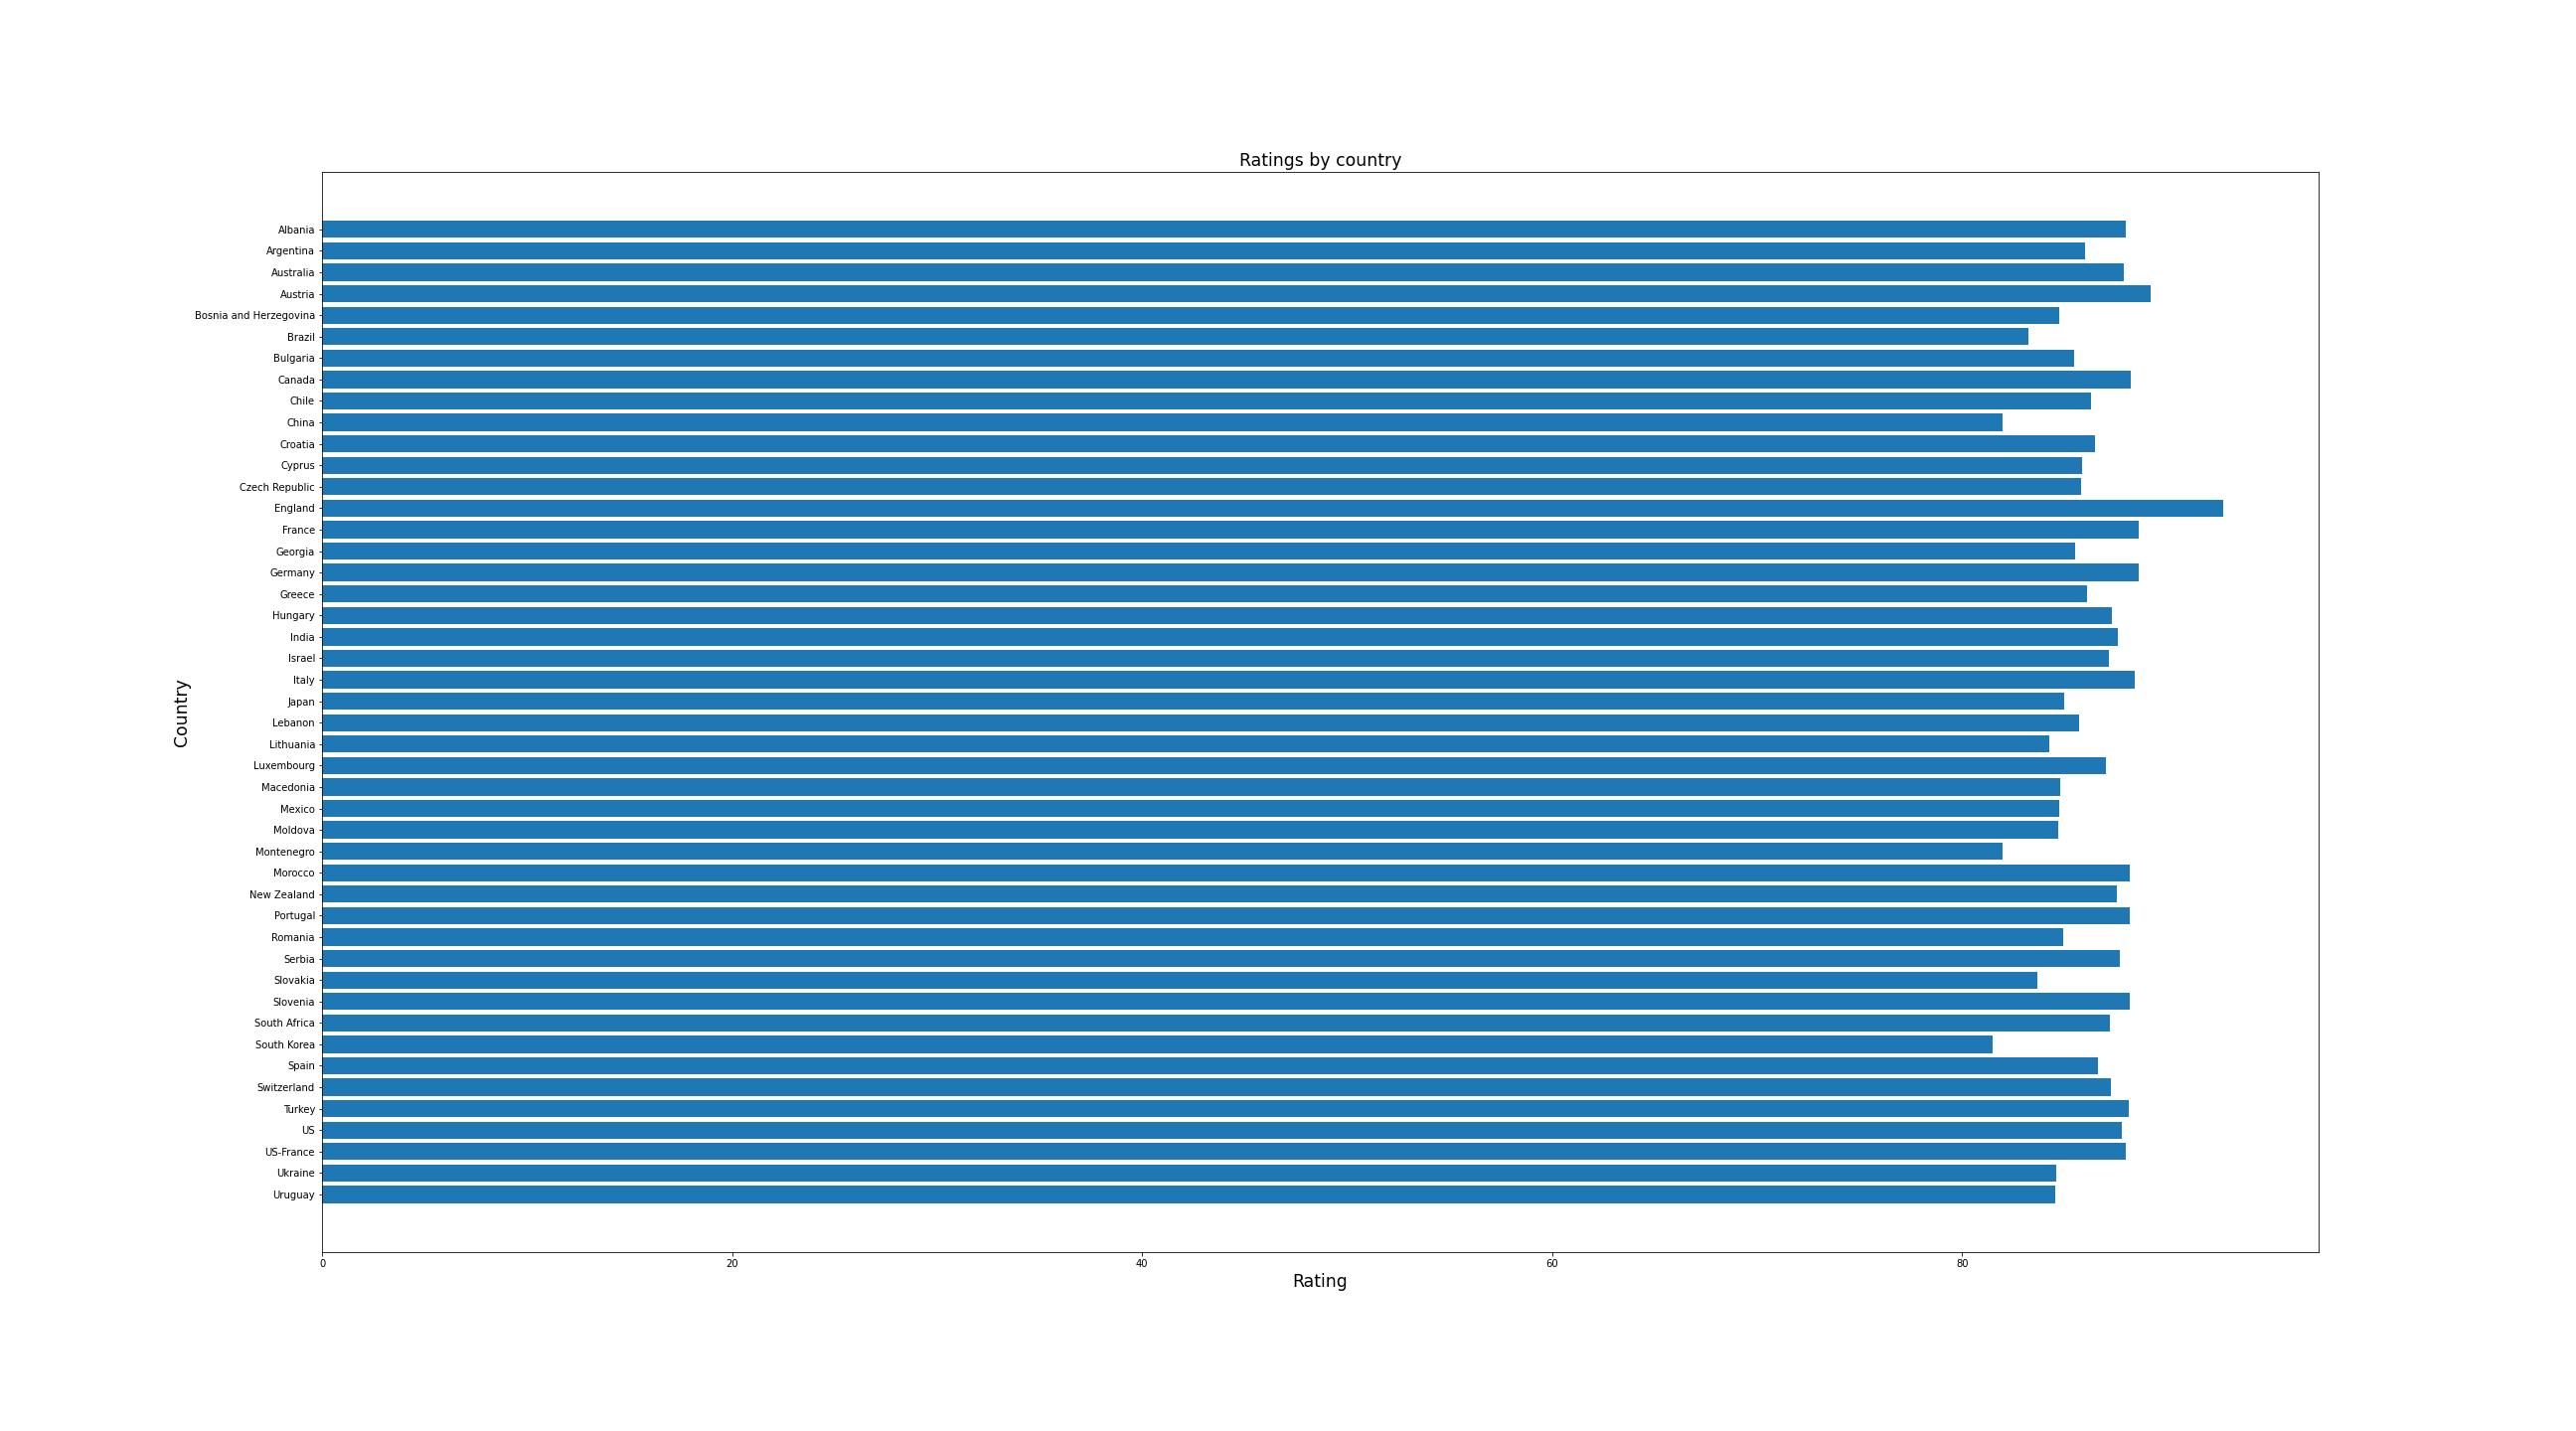 Ratings by country
Albania
Argentina
Australia
Austria
Bosnia and Herzegovina
Brazil
Bulgaria
Canada
Chile
China
Croatia
Cyprus
Czech Republic
England
France
Georgia
Germany
Greece
Hungary
India
Israel
Italy
Japan
Lebanon
Lithuania
Luxembourg
Macedonia
Mexico
Moldova
Montenegro
Morocco
New Zealand
Portugal
Romania
Serbia
Slovakia
Slovenia
South Africa
South Korea
Spain
Switzerland
Turkey
US
US-France
Ukraine
Uruguay
Country
0 20 40 60 80
Rating